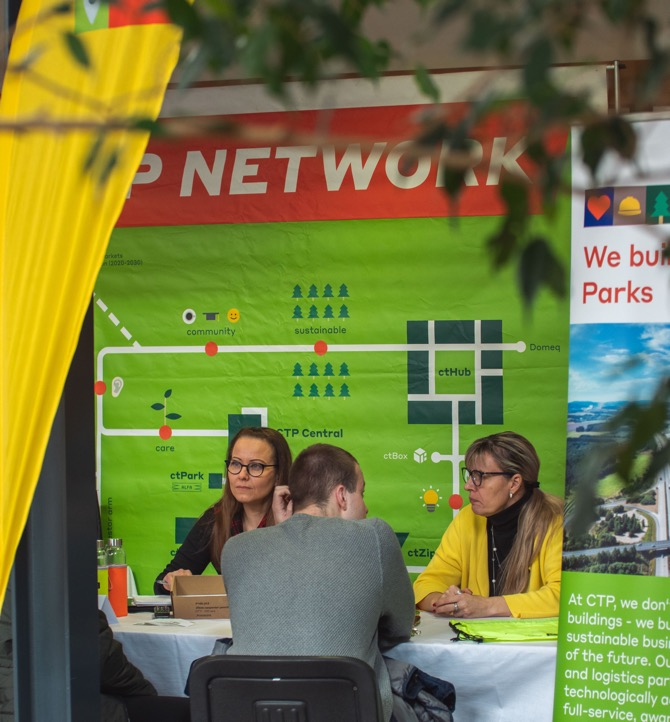 P NETWORK
We bui
Parks
community
sustainable
Domeq
ctHub
CTP Central
care
ctPark
ctBox
ctZip
At CTP, we don'
buildings - we bu
sustainable busi
of the future. Ou
and logistics par
technologically a
full-service, awa